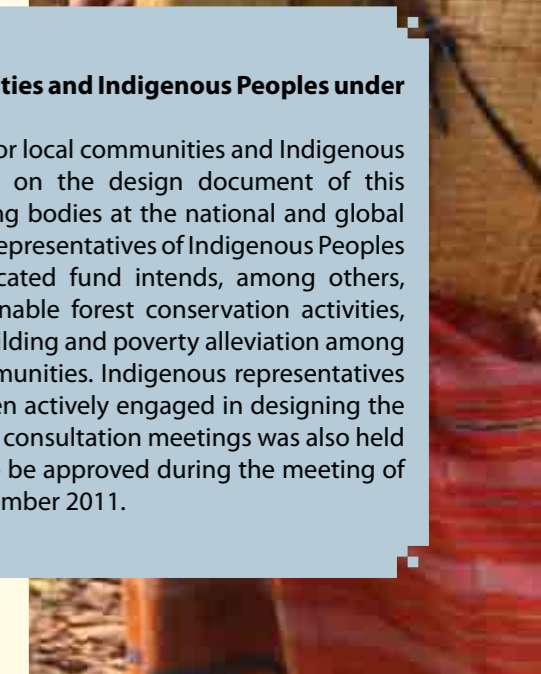 ties and Indigenous Peoples under
or local communities and Indigenous
on the design document of this
ng bodies at the national and global
epresentatives of Indigenous Peoples
cated fund intends, among others,
nable forest conservation activities,
ilding and poverty alleviation among
munities. Indigenous representatives
en actively engaged in designing the
consultation meetings was also held
be approved during the meeting of
mber 2011.